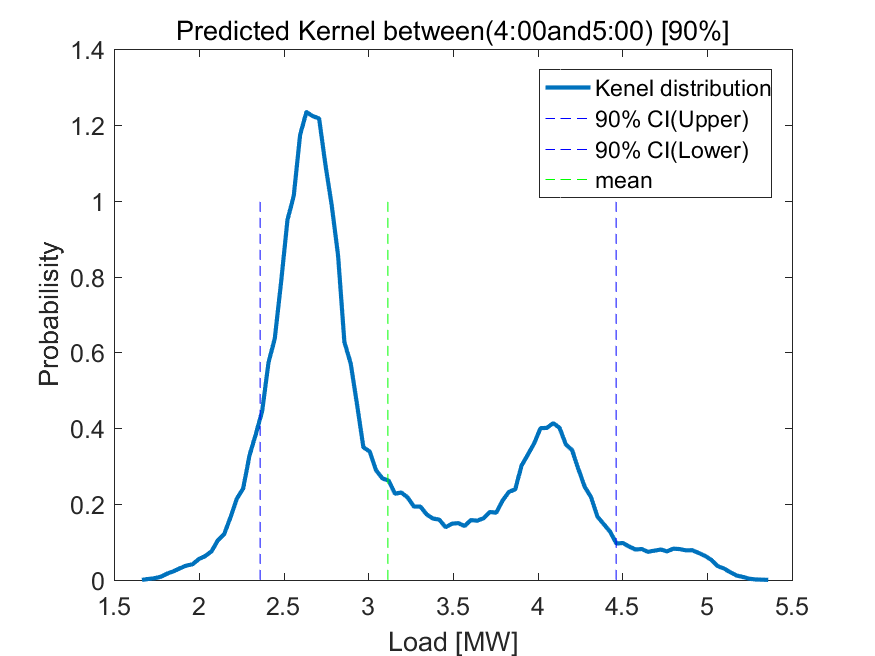 Predicted Kernel between(4:00and5:00) [90%]
1.4
1.2
1
0.8
0.6
0.4
0.2
0
Probabilisity
Kenel distribution
90% CI(Upper)
90% CI(Lower)
mean
1.5 2 2.5 3 3.5 4 4.5 5 5.5
Load [MW]